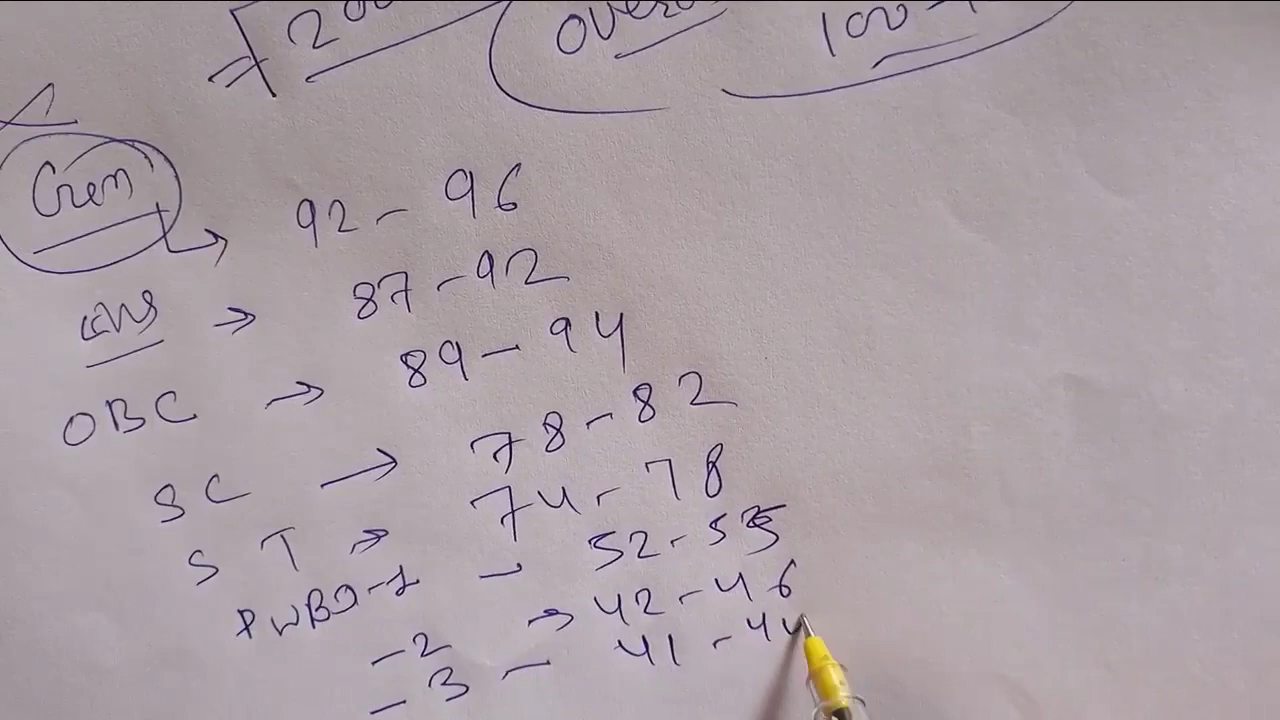 Gen → 92 - 96
EWS → 87 - 92
OBC → 89 - 94
SC → 78 - 82
ST → 74 - 78
PWBD-1 - 52 - 55
-2 → 42 - 46
-3 - 41 - 44